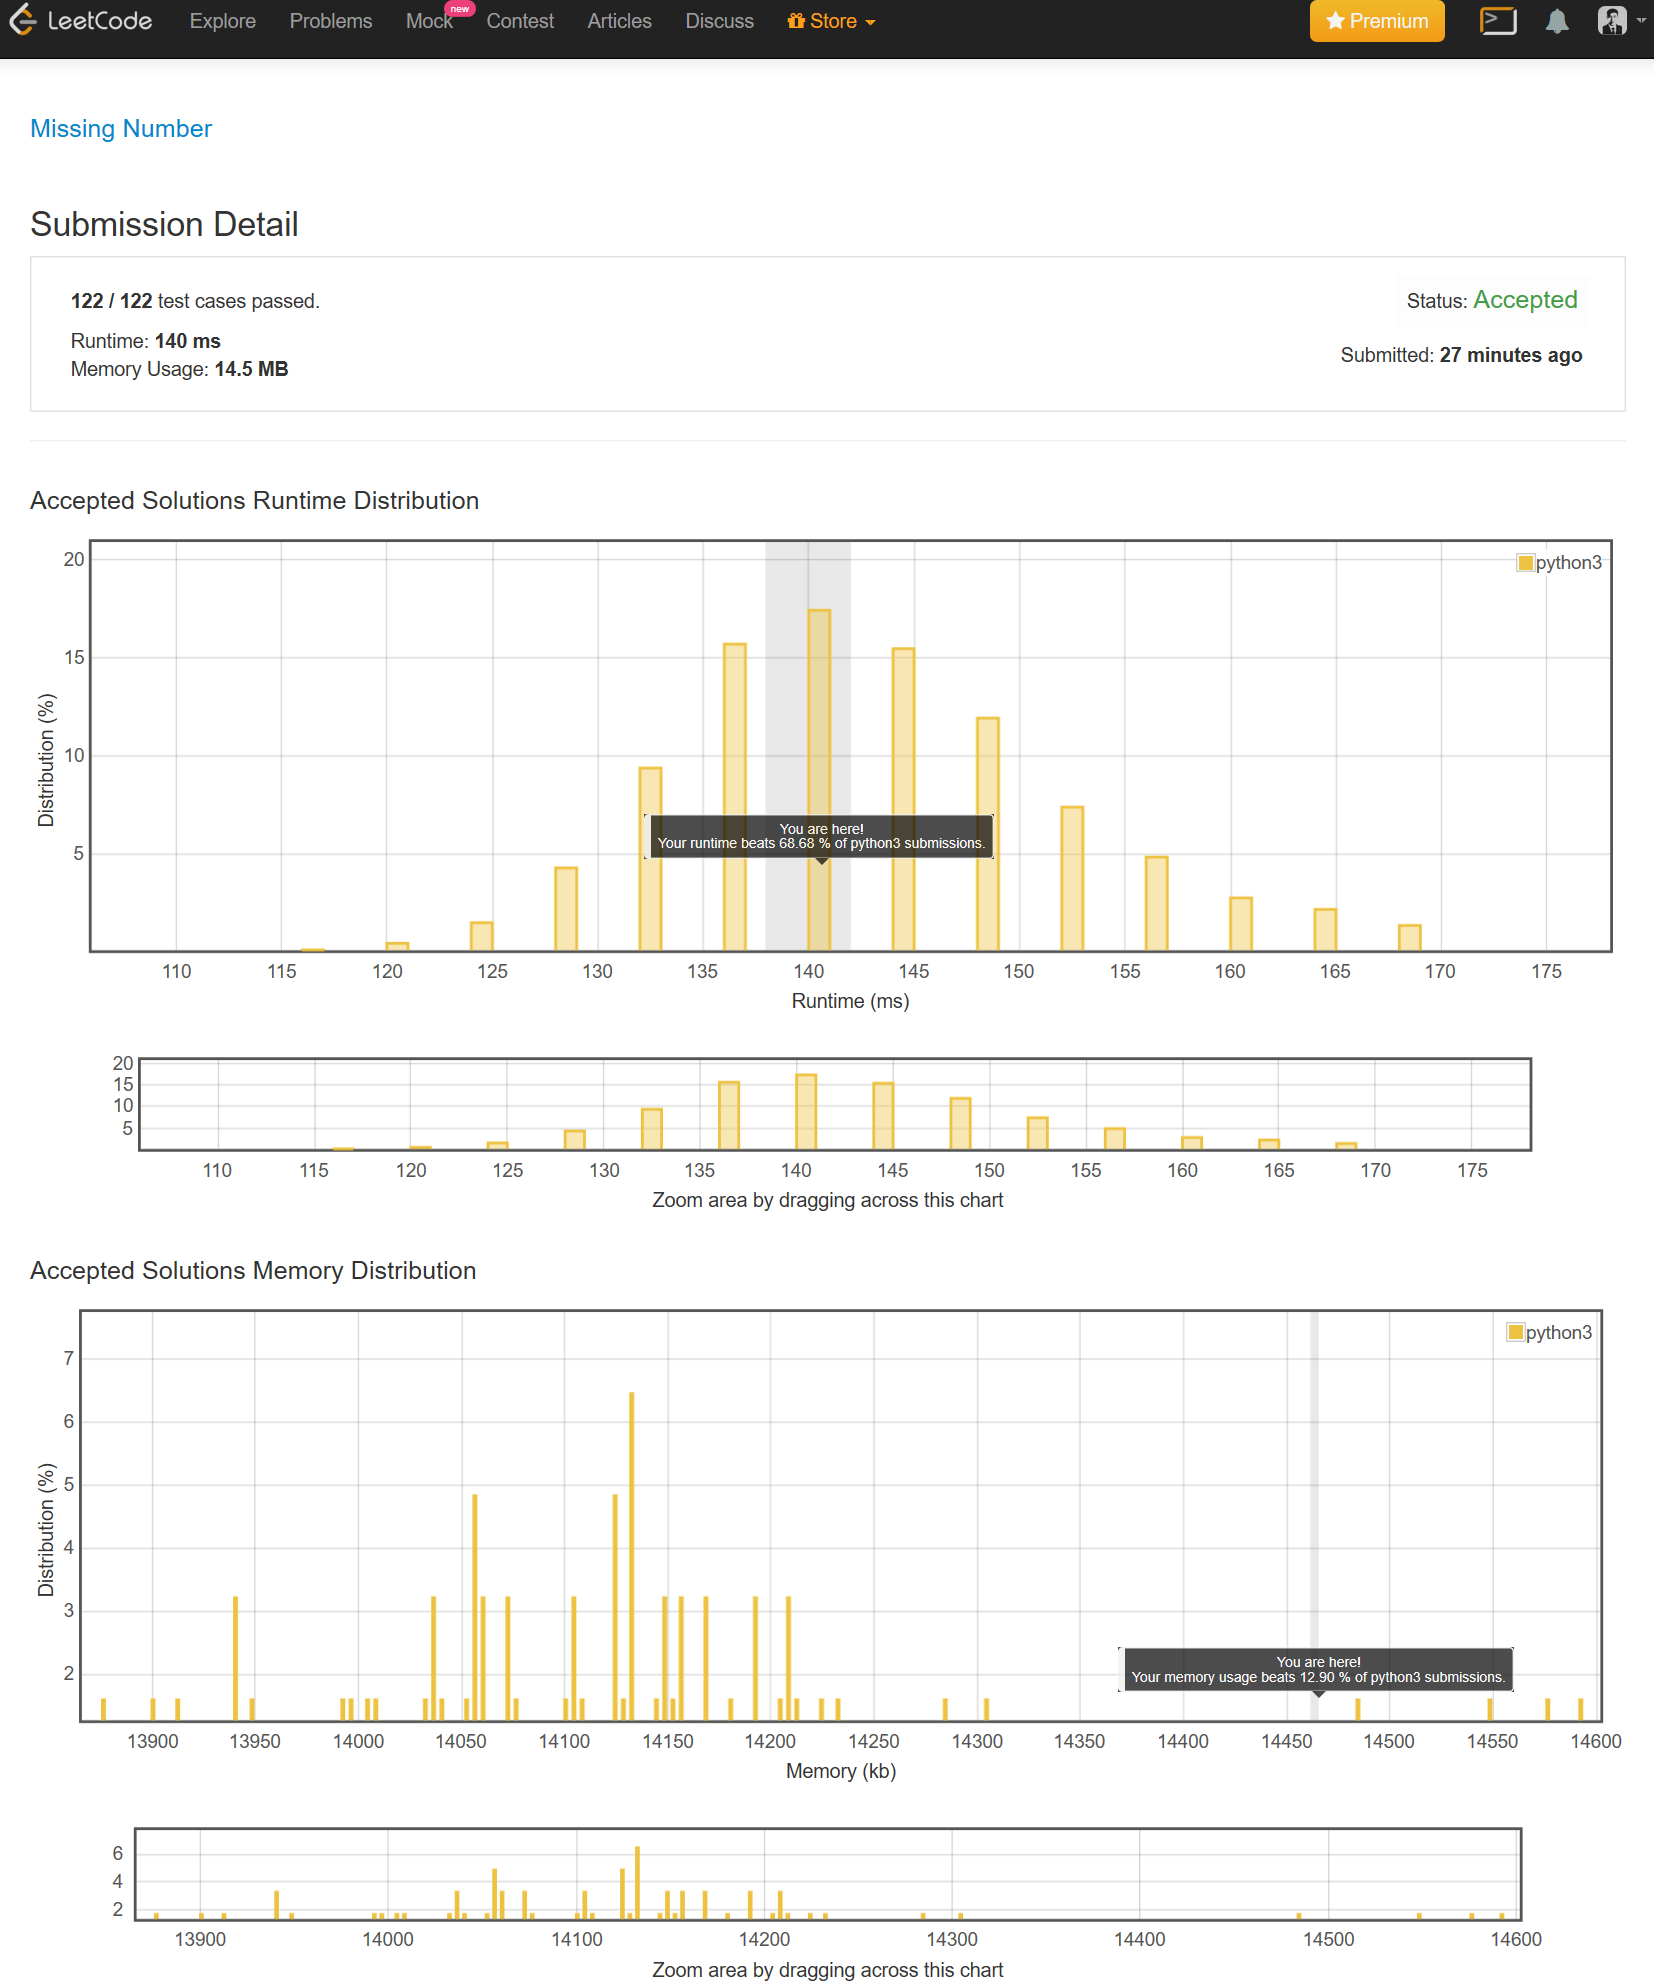 LeetCode Explore Problems Mock new Contest Articles Discuss Store Premium
Missing Number
Submission Detail
122 / 122 test cases passed.
Status: Accepted
Runtime: 140 ms
Memory Usage: 14.5 MB
Submitted: 27 minutes ago
Accepted Solutions Runtime Distribution
20
15
10
5
Distribution (%)
python3
You are here!
Your runtime beats 68.68 % of python3 submissions.
110 115 120 125 130 135 140 145 150 155 160 165 170 175
Runtime (ms)
20
15
10
5
110 115 120 125 130 135 140 145 150 155 160 165 170 175
Zoom area by dragging across this chart
Accepted Solutions Memory Distribution
7
6
5
4
3
2
Distribution (%)
python3
You are here!
Your memory usage beats 12.90 % of python3 submissions.
13900 13950 14000 14050 14100 14150 14200 14250 14300 14350 14400 14450 14500 14550 14600
Memory (kb)
6
4
2
13900 14000 14100 14200 14300 14400 14500 14600
Zoom area by dragging across this chart